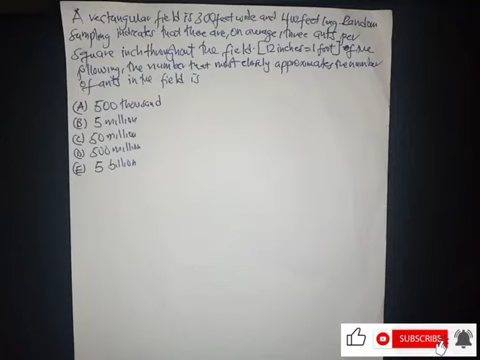 A rectangular field is 300 feet wide and 400 feet long. Random
Sampling indicates that there are, on average, three ants per
Square inch throughout the field. [12 inches = 1 foot] Of the
following, the number that most closely approximates the number
of ants in the field is
(A) 500 thousand
(B) 5 million
(C) 50 million
(D) 500 million
(E) 5 billion
SUBSCRIBE